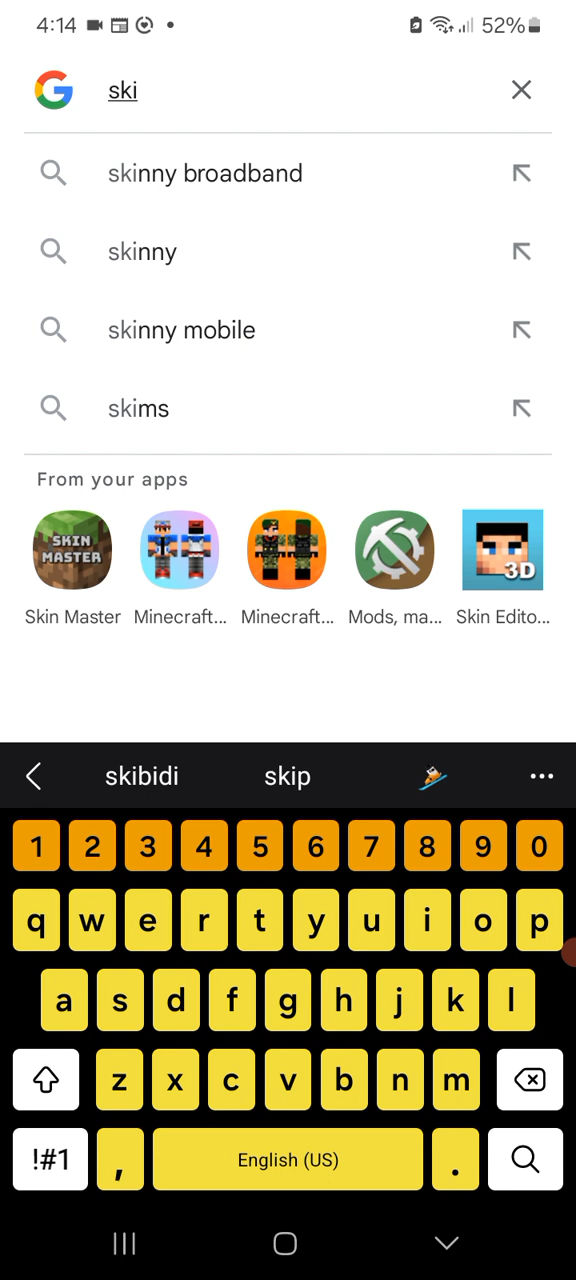 4:14 52%
ski
skinny broadband
skinny
skinny mobile
skims
From your apps
SKIN MASTER
3D
Skin Master Minecraft... Minecraft... Mods, ma... Skin Edito...
skibidi skip
1 2 3 4 5 6 7 8 9 0
q w e r t y u i o p
a s d f g h j k l
z x c v b n m
!#1 , English (US) .